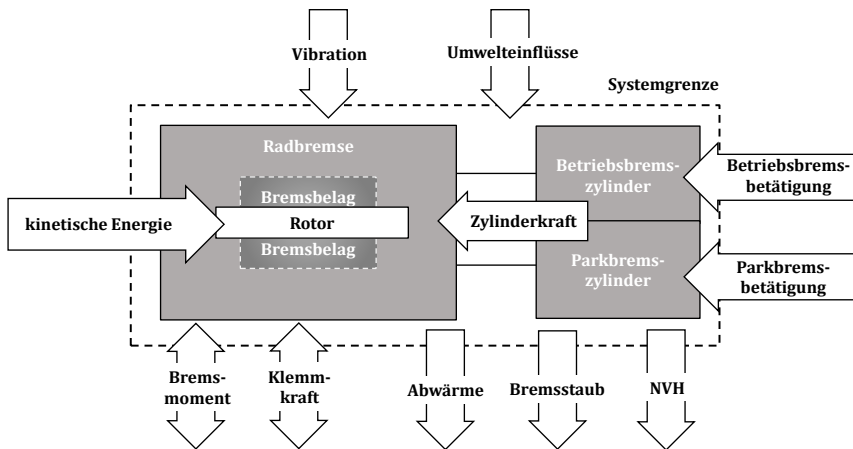 Vibration
Umwelteinflüsse
Systemgrenze
Radbremse
Betriebsbrems-
zylinder
Betriebsbrems-
betätigung
Bremsbelag
kinetische Energie
Rotor
Zylinderkraft
Bremsbelag
Parkbrems-
zylinder
Parkbrems-
betätigung
Brems-
moment
Klemm-
kraft
Abwärme
Bremsstaub
NVH